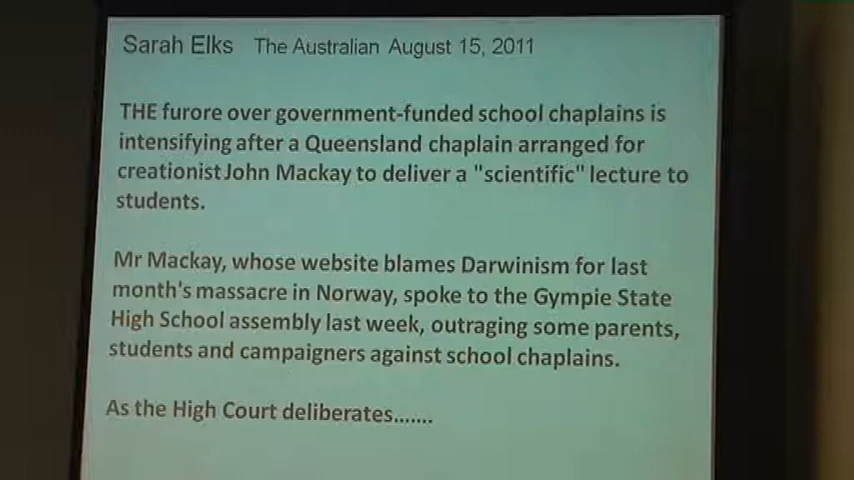 Sarah Elks The Australian August 15, 2011
THE furore over government-funded school chaplains is
intensifying after a Queensland chaplain arranged for
creationist John Mackay to deliver a "scientific" lecture to
students.
Mr Mackay, whose website blames Darwinism for last
month's massacre in Norway, spoke to the Gympie State
High School assembly last week, outraging some parents,
students and campaigners against school chaplains.
As the High Court deliberates.......